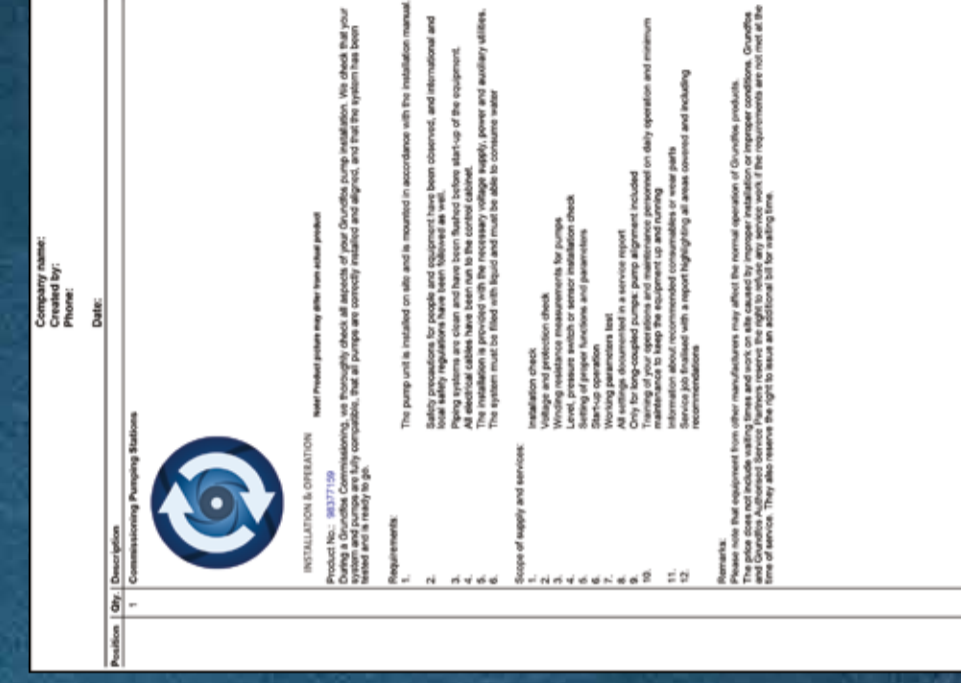 Company name:
Created by:
Phone:
Date:
Position Qty. Description
1 Commissioning Pumping Stations
INSTALLATION & OPERATION
Note! Product picture may differ from actual product
Product No.: 98377159
During a Grundfos Commissioning, we thoroughly check all aspects of your Grundfos pump installation. We check that your
system and pumps are fully compatible, that all pumps are correctly installed and aligned, and that the system has been
tested and is ready to go.
Requirements:
1. The pump unit is installed on site and is mounted in accordance with the installation manual.
2. Safety precautions for people and equipment have been observed, and international and
local safety regulations have been followed as well.
3. Piping systems are clean and have been flushed before start-up of the equipment.
4. All electrical cables have been run to the control cabinet.
5. The installation is provided with the necessary voltage supply, power and auxiliary utilities.
6. The system must be filled with liquid and must be able to consume water
Scope of supply and services:
1. Installation check
2. Voltage and protection check
3. Winding resistance measurements for pumps
4. Level, pressure switch or sensor installation check
5. Setting of proper functions and parameters
6. Start-up operation
7. Working parameters test
8. All settings documented in a service report
9. Only for long-coupled pumps: pump alignment included
10. Training of your operations and maintenance personnel on daily operation and minimum
maintenance to keep the equipment up and running
11. Information about recommended consumables or wear parts
12. Service job finalised with a report highlighting all areas covered and including
recommendations
Remarks:
Please note that equipment from other manufacturers may affect the normal operation of Grundfos products.
The price does not include waiting times and work on site caused by improper installation or improper conditions. Grundfos
and Grundfos Authorised Service Partners reserve the right to refuse any service work if the requirements are not met at the
time of service. They also reserve the right to issue an additional bill for waiting time.